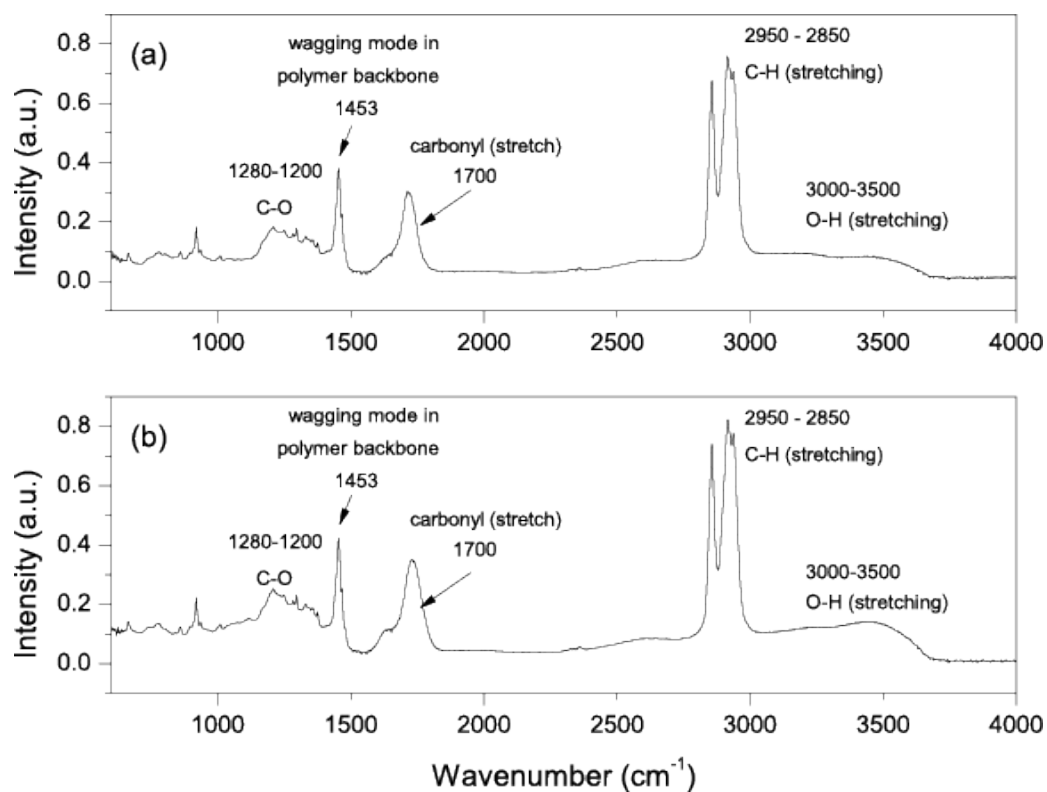 (a)
wagging mode in
polymer backbone
1453
2950 - 2850
C-H (stretching)
carbonyl (stretch)
1700
1280-1200
C-O
3000-3500
O-H (stretching)
Intensity (a.u.)
0.8
0.6
0.4
0.2
0.0
1000 1500 2000 2500 3000 3500 4000
(b)
wagging mode in
polymer backbone
1453
2950 - 2850
C-H (stretching)
carbonyl (stretch)
1700
1280-1200
C-O
3000-3500
O-H (stretching)
Intensity (a.u.)
0.8
0.6
0.4
0.2
0.0
1000 1500 2000 2500 3000 3500 4000
Wavenumber (cm⁻¹)